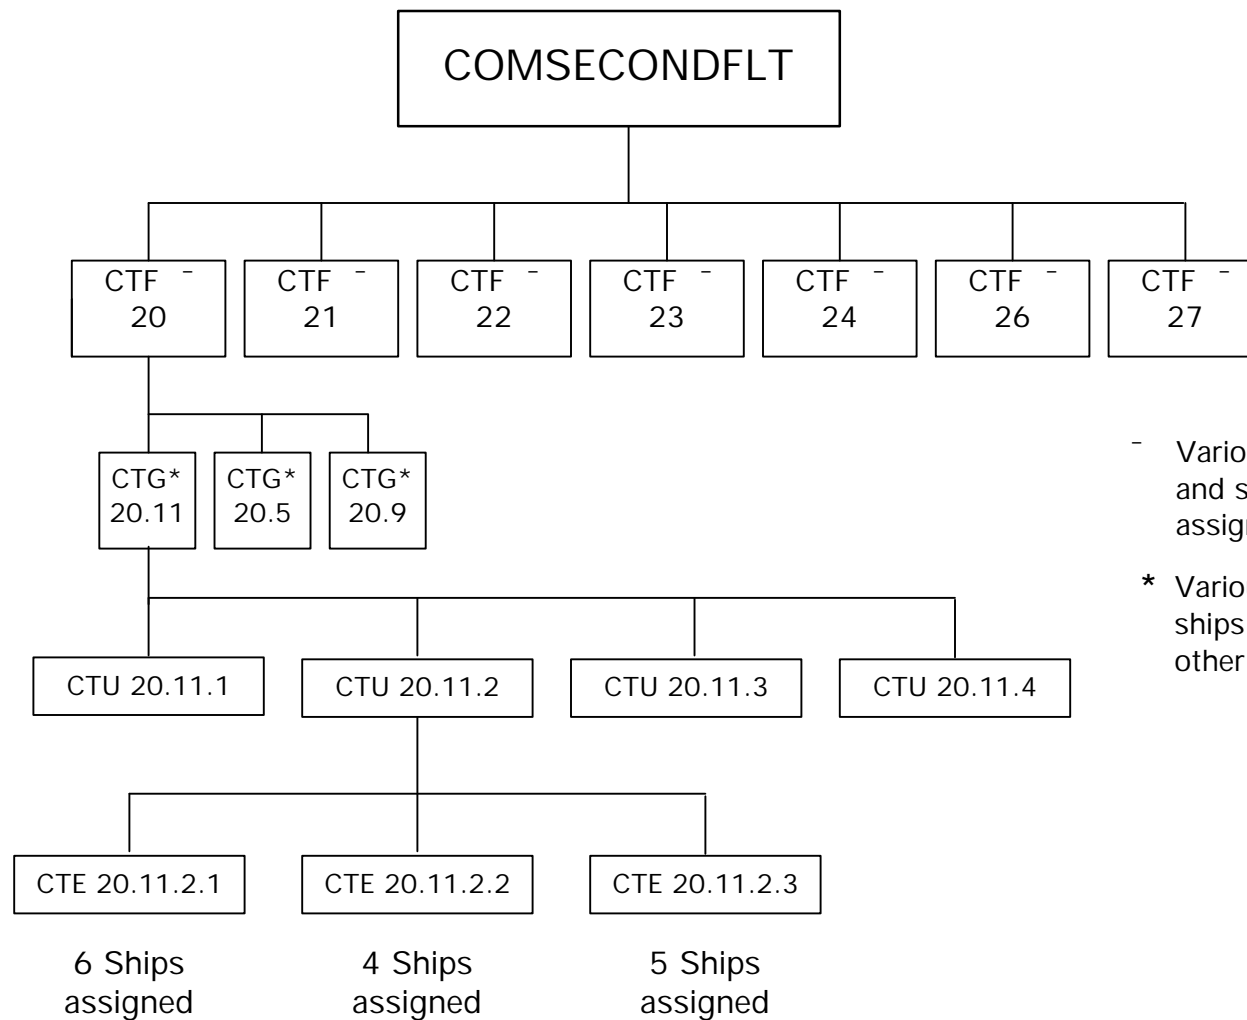 COMSECONDFLT
CTF -
20
CTF -
21
CTF -
22
CTF -
23
CTF -
24
CTF -
26
CTF -
27
CTG*
20.11
CTG*
20.5
CTG*
20.9
-
and
* 
ships
other
CTU 20.11.1
CTU 20.11.2
CTU 20.11.3
CTU 20.11.4
CTE 20.11.2.1
CTE 20.11.2.2
CTE 20.11.2.3
6 Ships
assigned
4 Ships
assigned
5 Ships
assigned